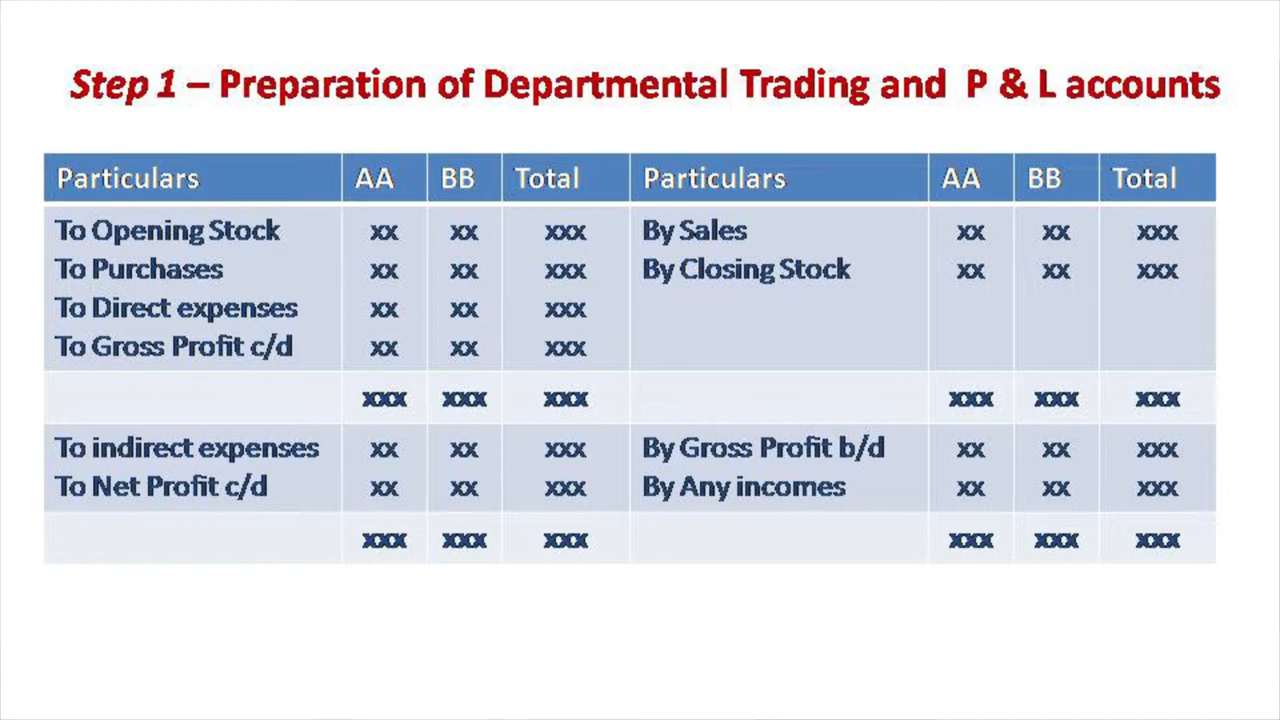 Step 1 – Preparation of Departmental Trading and P & L accounts
Particulars AA BB Total Particulars AA BB Total
To Opening Stock xx xx xxx By Sales xx xx xxx
To Purchases xx xx xxx By Closing Stock xx xx xxx
To Direct expenses xx xx xxx
To Gross Profit c/d xx xx xxx
xxx xxx xxx xxx xxx xxx
To indirect expenses xx xx xxx By Gross Profit b/d xx xx xxx
To Net Profit c/d xx xx xxx By Any incomes xx xx xxx
xxx xxx xxx xxx xxx xxx